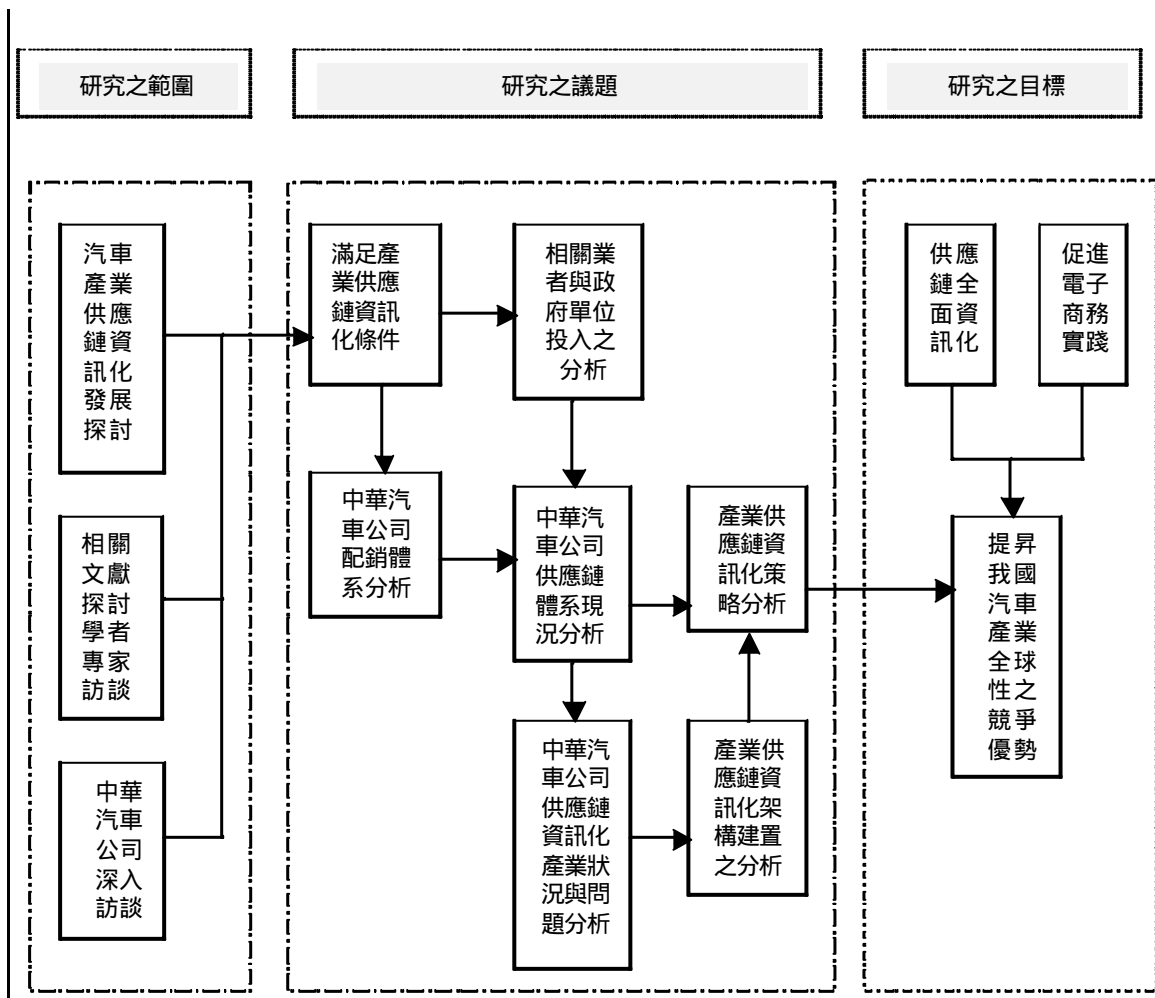 研究之範圍
研究之議題
研究之目標
汽車
產業
供應
鏈資
訊化
發展
探討
相關
文獻
探討
學者
專家
訪談
中華
汽車
公司
深入
訪談
滿足產
業供應
鏈資訊
化條件
相關業
者與政
府單位
投入之
分析
中華汽
車公司
配銷體
系分析
中華汽
車公司
供應鏈
體系現
況分析
產業供
應鏈資
訊化策
略分析
中華汽
車公司
供應鏈
資訊化
產業狀
況與問
題分析
產業供
應鏈資
訊化架
構建置
之分析
供應
鏈全
面資
訊化
促進
電子
商務
實踐
提昇
我國
汽車
產業
全球
性之
競爭
優勢